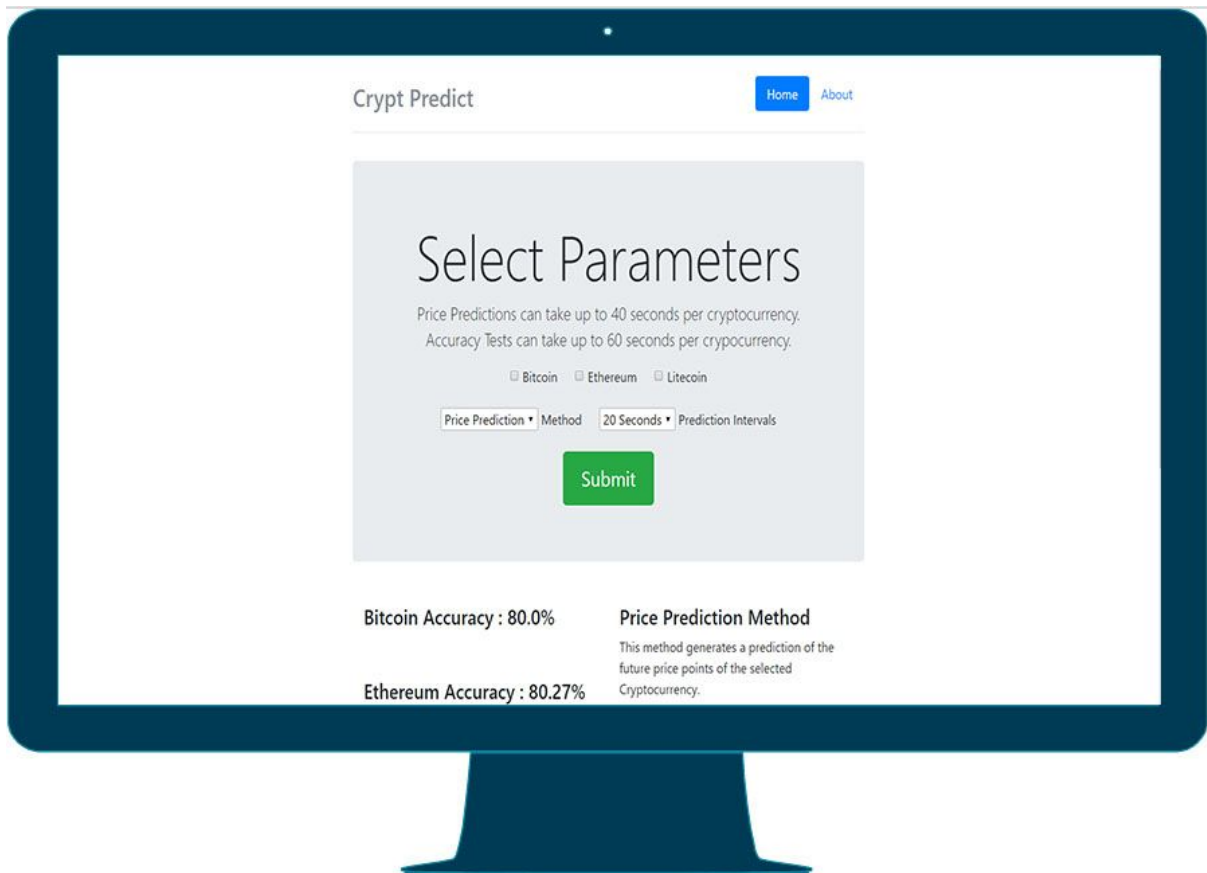 Crypt Predict
Home About
Select Parameters
Price Predictions can take up to 40 seconds per cryptocurrency.
Accuracy Tests can take up to 60 seconds per crypocurrency.
Bitcoin Ethereum Litecoin
Price Prediction Method 20 Seconds Prediction Intervals
Submit
Bitcoin Accuracy : 80.0%
Ethereum Accuracy : 80.27%
Price Prediction Method
This method generates a prediction of the
future price points of the selected
Cryptocurrency.